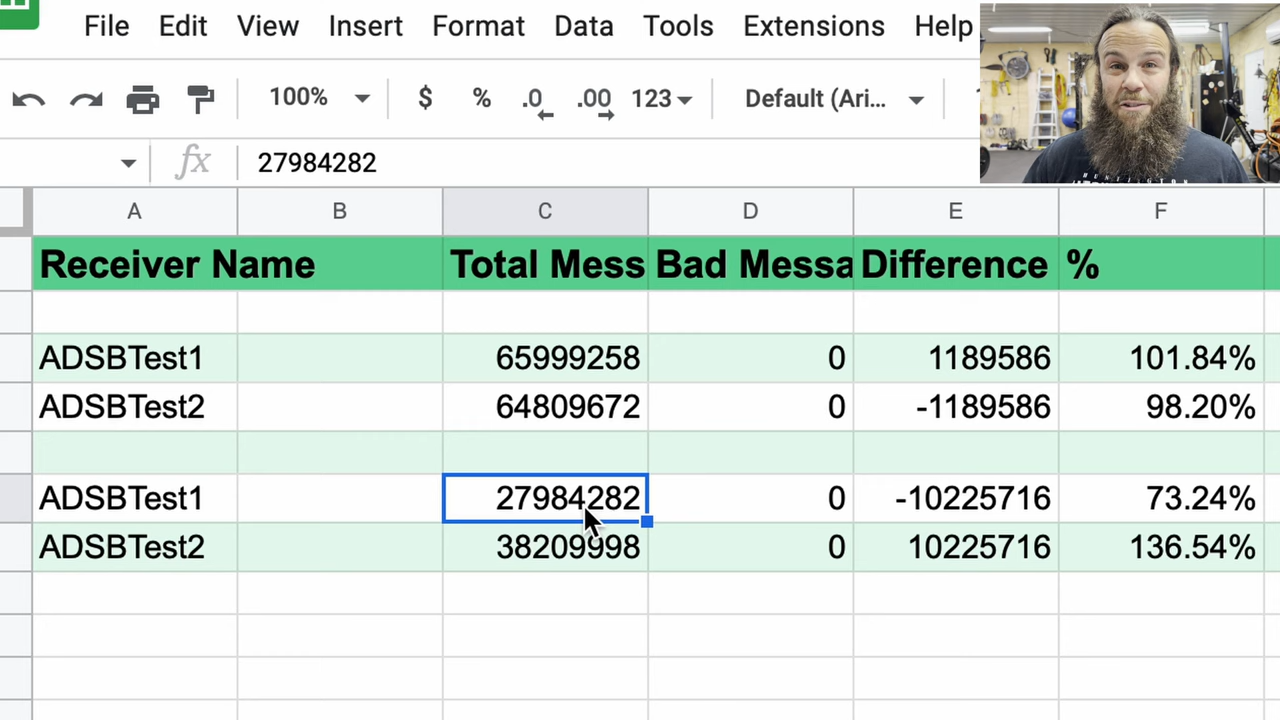 File Edit View Insert Format Data Tools Extensions Help
100% $ % .0 .00 123 Default (Ari...
fx 27984282
A B C D E F
Receiver Name Total Mess Bad Messa Difference %
ADSBTest1 65999258 0 1189586 101.84%
ADSBTest2 64809672 0 -1189586 98.20%
ADSBTest1 27984282 0 -10225716 73.24%
ADSBTest2 38209998 0 10225716 136.54%